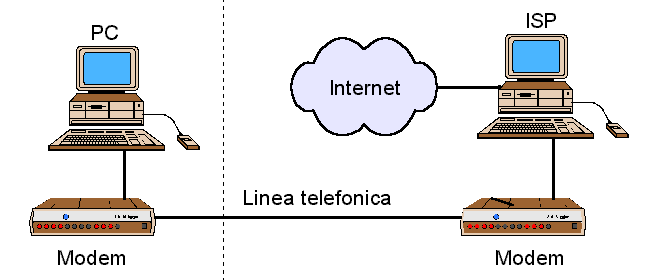 PC
ISP
Internet
Linea telefonica
Modem
Modem